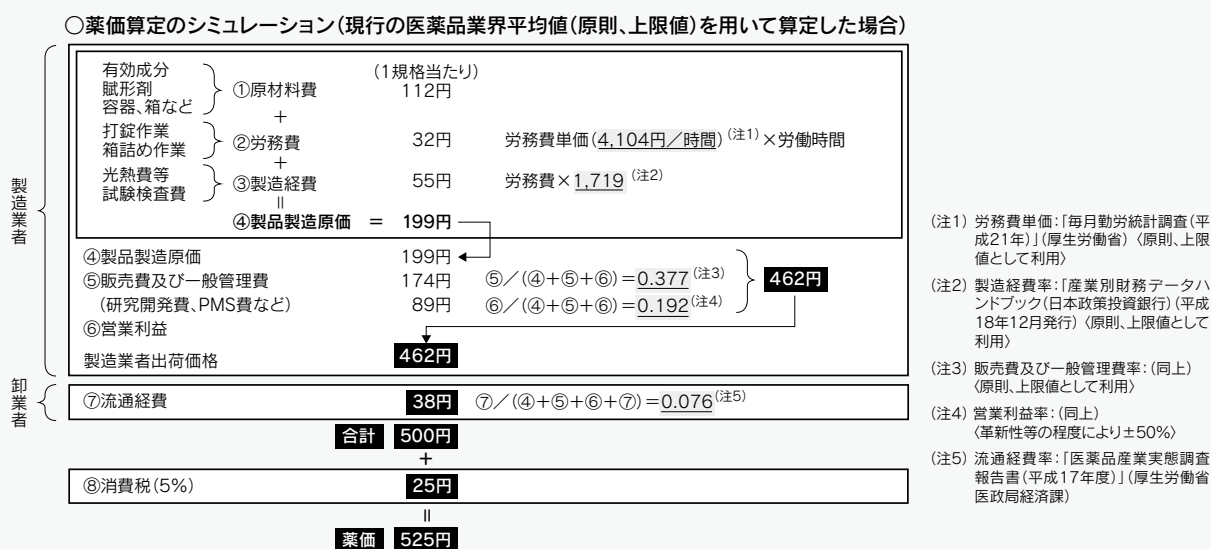 ○薬価算定のシミュレーション(現行の医薬品業界平均値(原則、上限値)を用いて算定した場合)
製造業者
有効成分
賦形剤
容器、箱など
①原材料費
(1規格当たり)
112円
+
打錠作業
箱詰め作業
②労務費
32円
労務費単価(4,104円/時間)(注1)×労働時間
+
光熱費等
試験検査費
③製造経費
55円
労務費×1,719(注2)
=
④製品製造原価 = 199円
④製品製造原価 199円
⑤販売費及び一般管理費 174円 ⑤/(④+⑤+⑥)=0.377(注3)
462円
(研究開発費、PMS費など) 89円 ⑥/(④+⑤+⑥)=0.192(注4)
⑥営業利益
製造業者出荷価格 462円
卸業者
⑦流通経費 38円 ⑦/(④+⑤+⑥+⑦)=0.076(注5)
合計 500円
+
⑧消費税(5%) 25円
=
薬価 525円
(注1) 労務費単価:「毎月勤労統計調査(平
成21年)」(厚生労働省)〈原則、上限
値として利用〉
(注2) 製造経費率:「産業別財務データハ
ンドブック(日本政策投資銀行)(平成
18年12月発行)〈原則、上限値として
利用〉
(注3) 販売費及び一般管理費率:(同上)
〈原則、上限値として利用〉
(注4) 営業利益率:(同上)
〈革新性等の程度により±50%〉
(注5) 流通経費率:「医薬品産業実態調査
報告書(平成17年度)」(厚生労働省
医政局経済課)